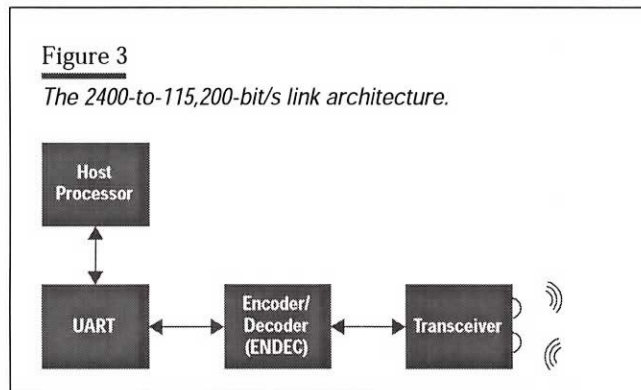 Figure 3
The 2400-to-115,200-bit/s link architecture.
Host
Processor
UART
Encoder/
Decoder
(ENDEC)
Transceiver